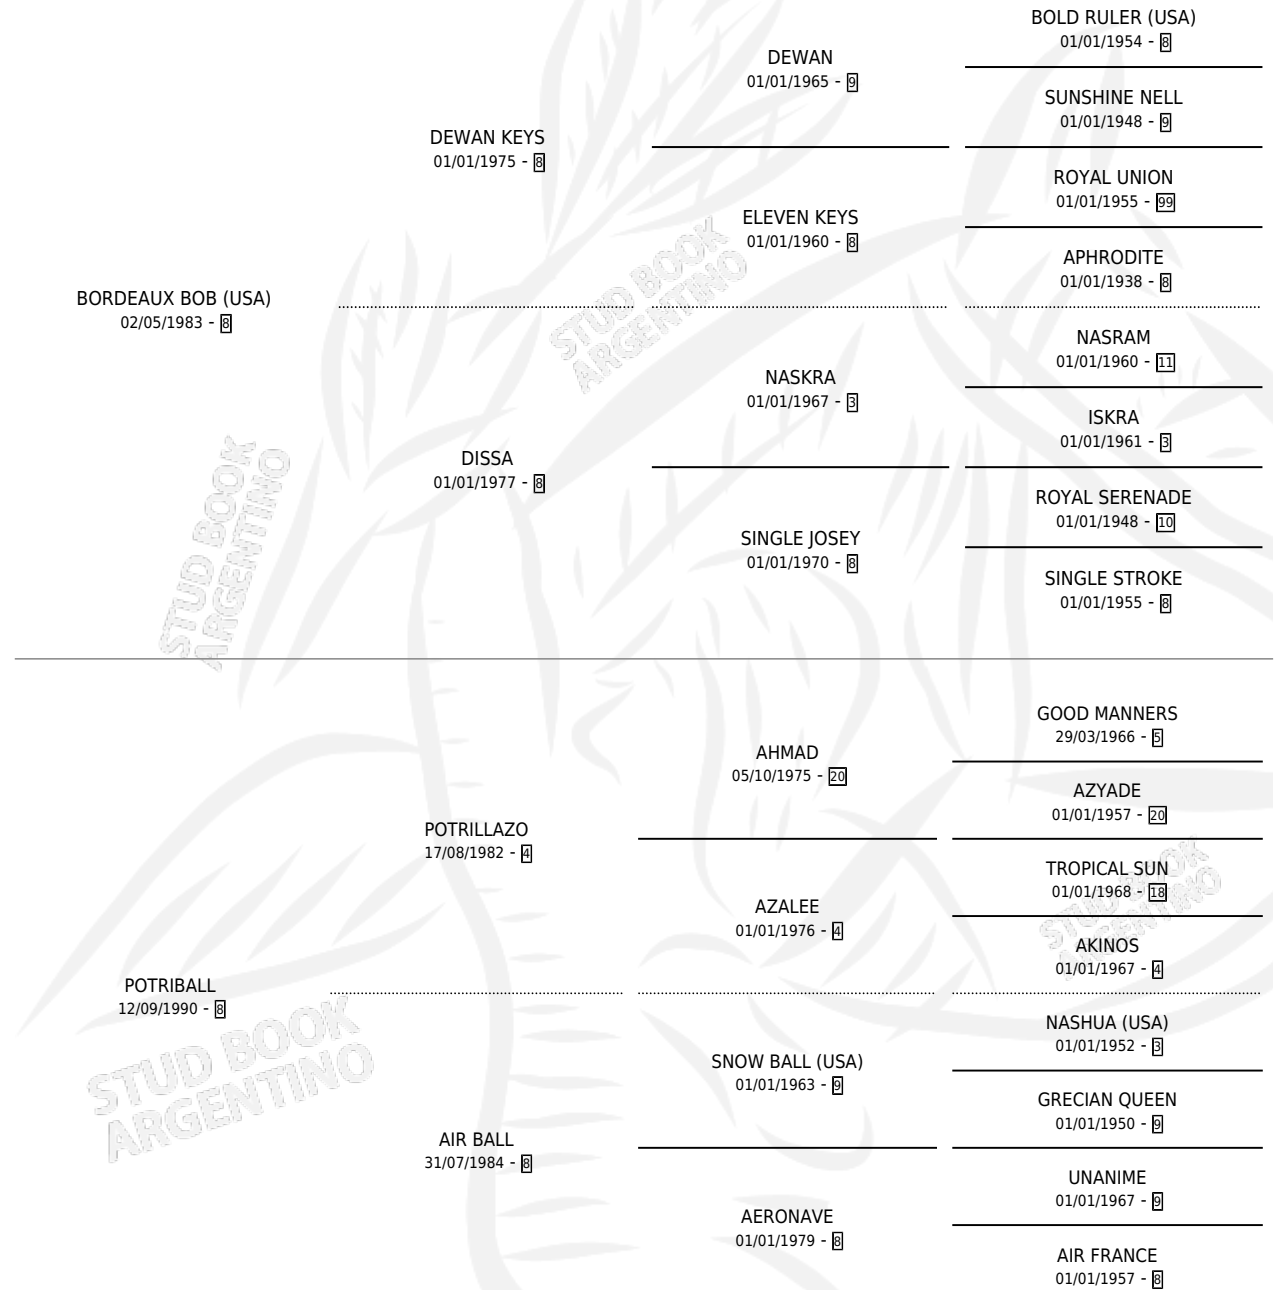 BOLD RULER (USA)
01/01/1954 - 8
DEWAN
01/01/1965 - 9
SUNSHINE NELL
01/01/1948 - 9
DEWAN KEYS
01/01/1975 - 8
ROYAL UNION
01/01/1955 - 99
ELEVEN KEYS
01/01/1960 - 8
APHRODITE
01/01/1938 - 8
BORDEAUX BOB (USA)
02/05/1983 - 8
STUD BOOK
ARGENTINO
NASRAM
01/01/1960 - 11
NASKRA
01/01/1967 - 3
ISKRA
01/01/1961 - 3
DISSA
01/01/1977 - 8
STUD BOOK
ARGENTINO
ROYAL SERENADE
01/01/1948 - 10
SINGLE JOSEY
01/01/1970 - 8
SINGLE STROKE
01/01/1955 - 8
GOOD MANNERS
29/03/1966 - 5
AHMAD
05/10/1975 - 20
AZYADE
01/01/1957 - 20
POTRILLAZO
17/08/1982 - 4
TROPICAL SUN
01/01/1968 - 18
STUD BOOK
ARGENTINO
AZALEE
01/01/1976 - 4
AKINOS
01/01/1967 - 4
POTRIBALL
12/09/1990 - 8
STUD BOOK
ARGENTINO
NASHUA (USA)
01/01/1952 - 3
SNOW BALL (USA)
01/01/1963 - 9
GRECIAN QUEEN
01/01/1950 - 9
AIR BALL
31/07/1984 - 8
UNANIME
01/01/1967 - 9
AERONAVE
01/01/1979 - 8
AIR FRANCE
01/01/1957 - 8